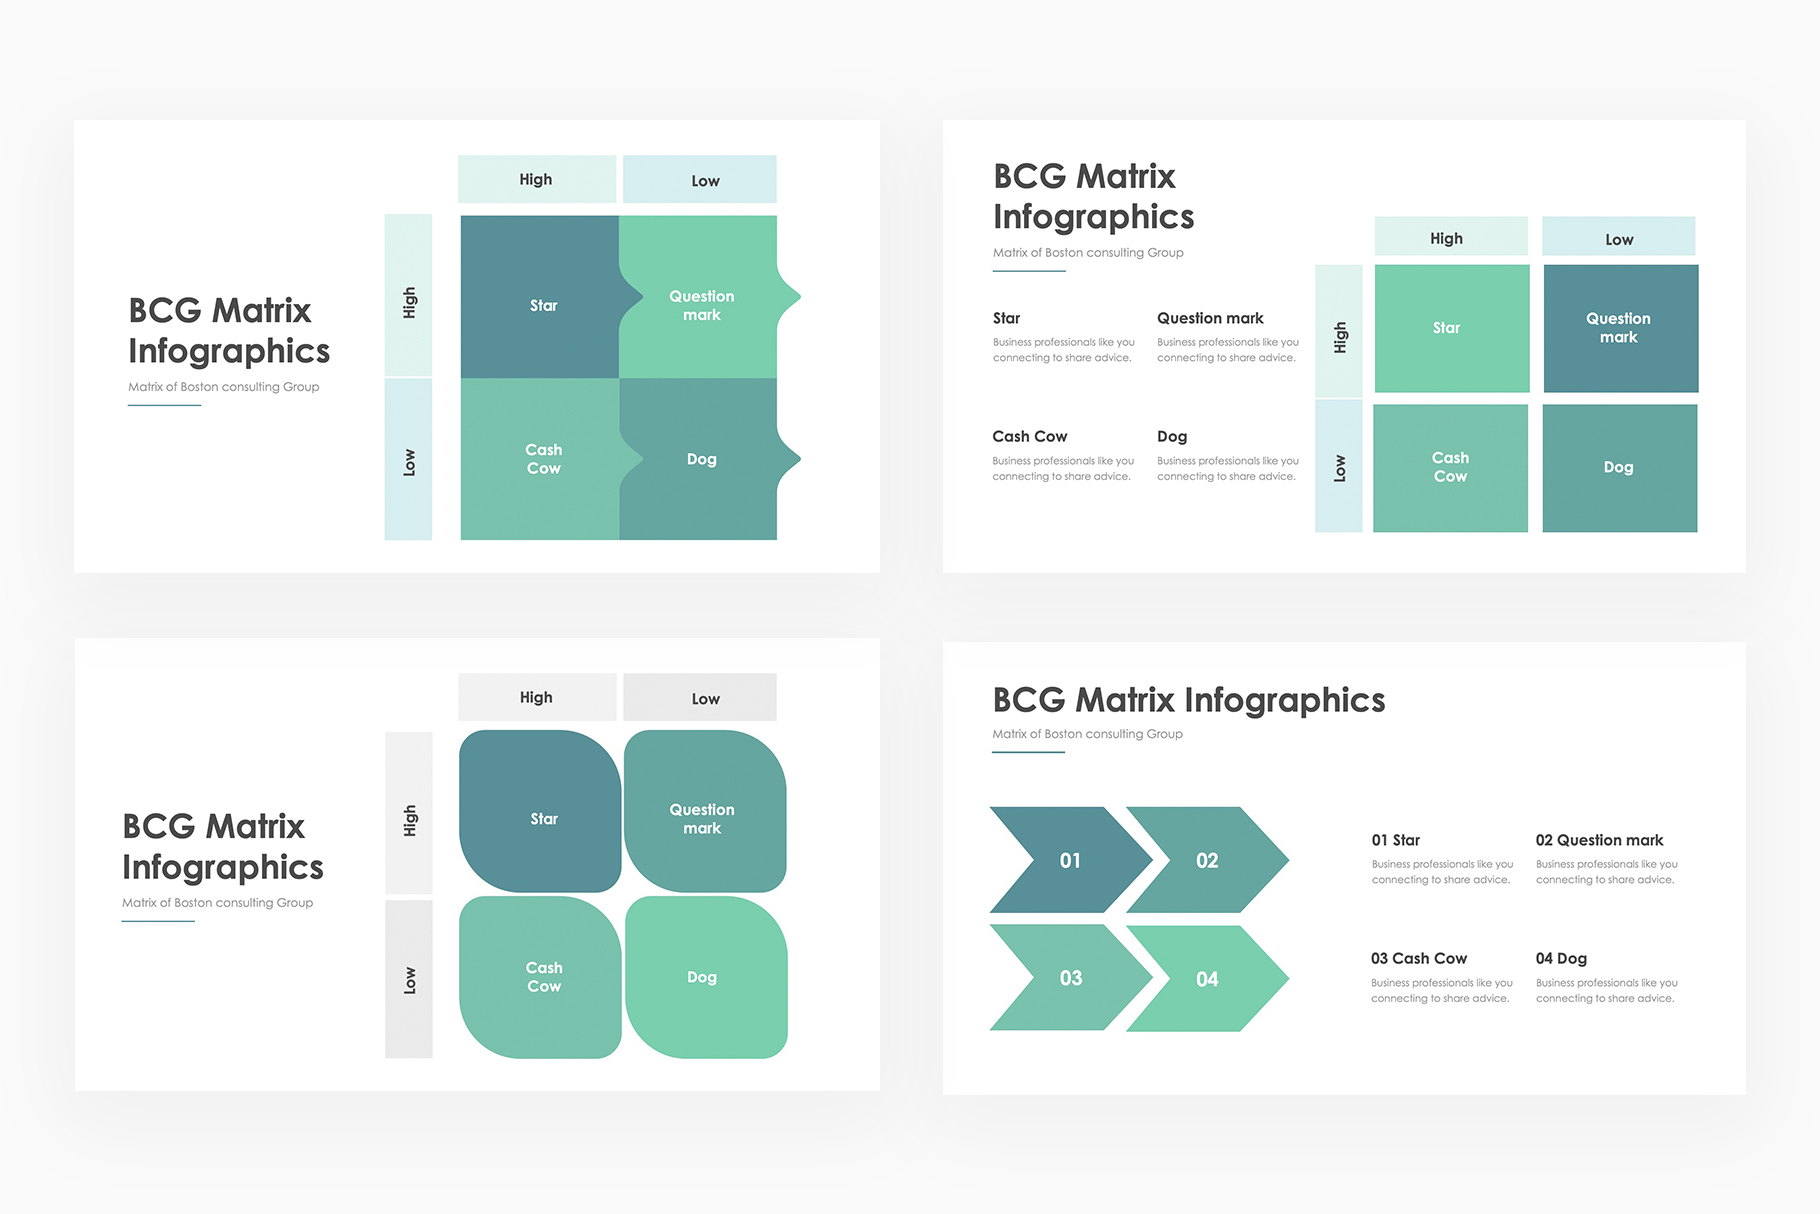 High
Low
High
Star
Question
mark
BCG Matrix
Infographics
Matrix of Boston consulting Group
Low
Cash
Cow
Dog
BCG Matrix
Infographics
Matrix of Boston consulting Group
High
Low
Star
Business professionals like you
connecting to share advice.
Question mark
Business professionals like you
connecting to share advice.
High
Star
Question
mark
Cash Cow
Business professionals like you
connecting to share advice.
Dog
Business professionals like you
connecting to share advice.
Low
Cash
Cow
Dog
High
Low
High
Star
Question
mark
BCG Matrix
Infographics
Matrix of Boston consulting Group
Low
Cash
Cow
Dog
BCG Matrix Infographics
Matrix of Boston consulting Group
01
02
03
04
01 Star
Business professionals like you
connecting to share advice.
02 Question mark
Business professionals like you
connecting to share advice.
03 Cash Cow
Business professionals like you
connecting to share advice.
04 Dog
Business professionals like you
connecting to share advice.